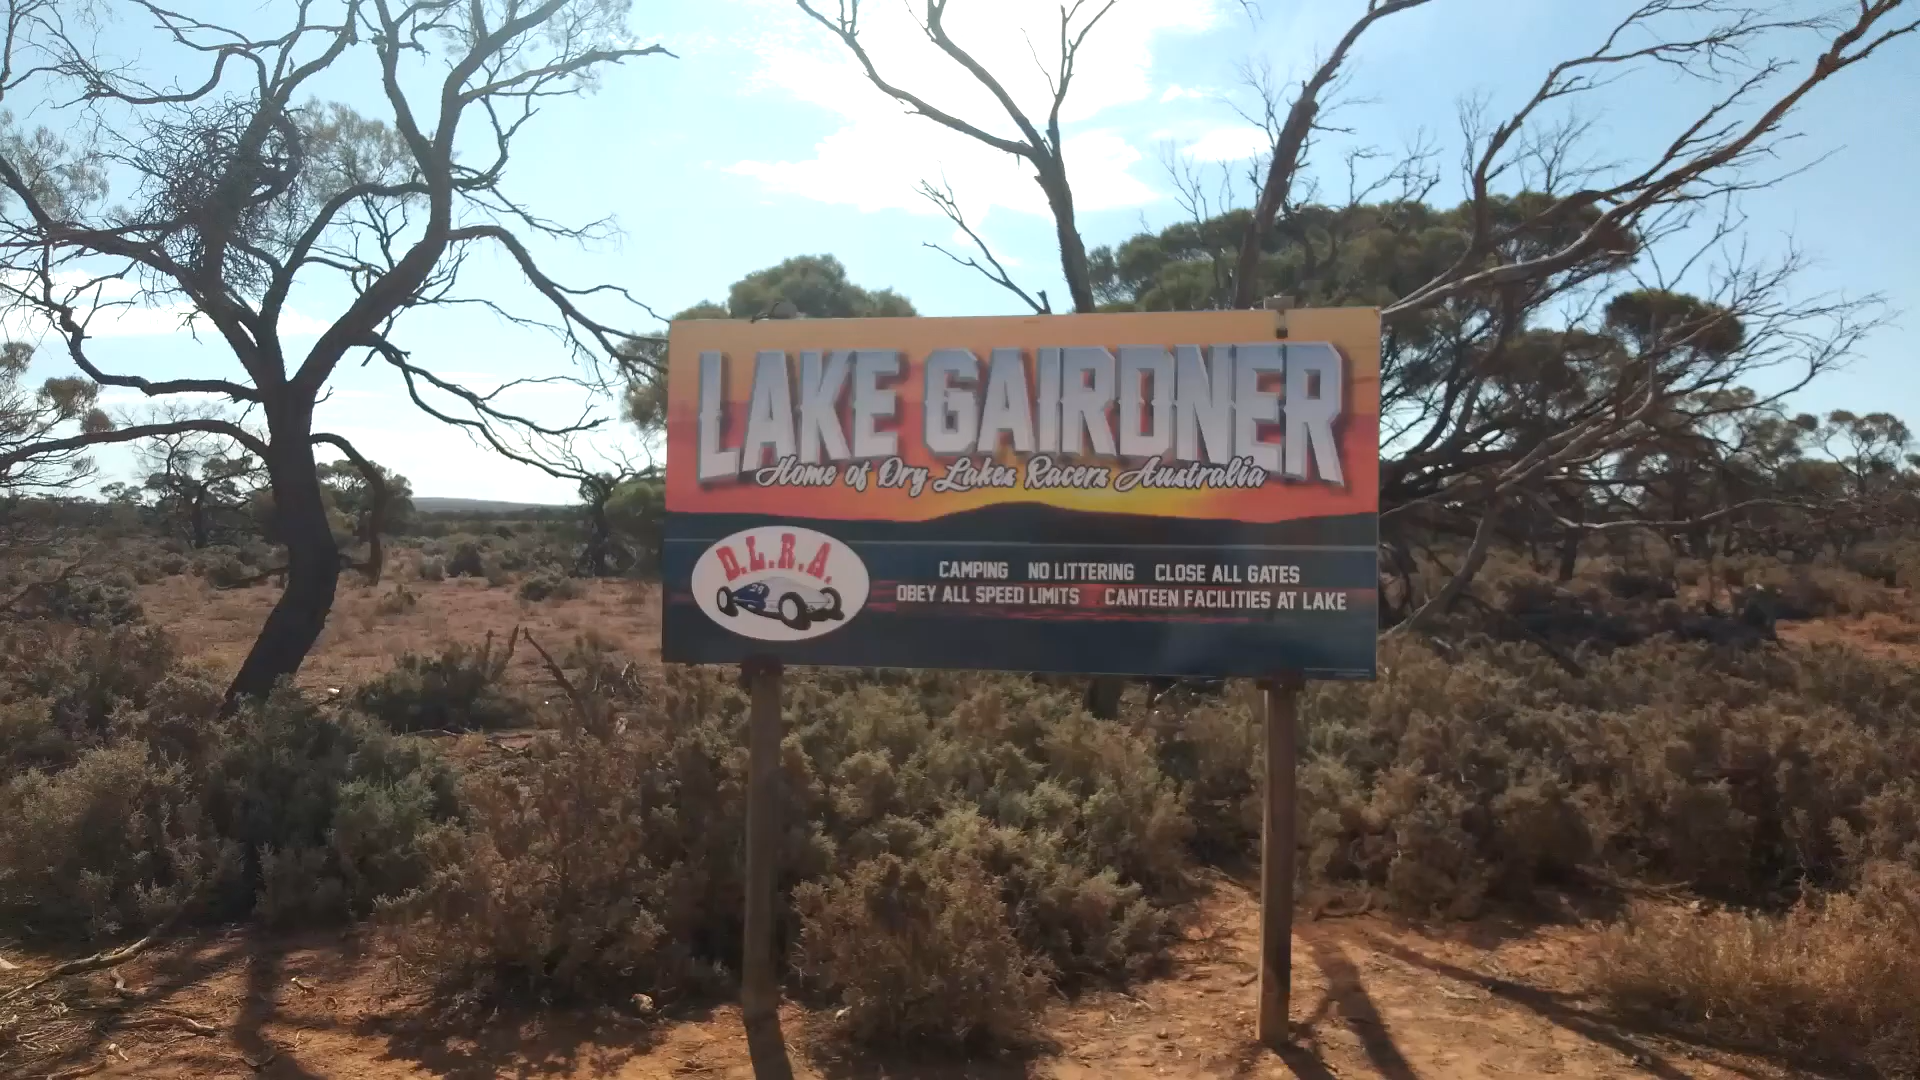 LAKE GAIRDNER
Home of Dry Lakes Racers Australia
D.L.R.A.
CAMPING NO LITTERING CLOSE ALL GATES
OBEY ALL SPEED LIMITS CANTEEN FACILITIES AT LAKE